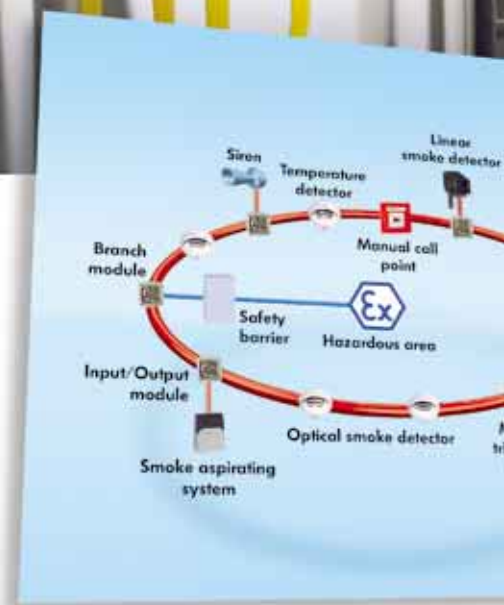 Linear
smoke detector
Siren
Temperature
detector
Branch
module
Manual call
point
Safety
barrier
Ex
Hazardous area
Input/Output
module
Optical smoke detector
Smoke aspirating
system